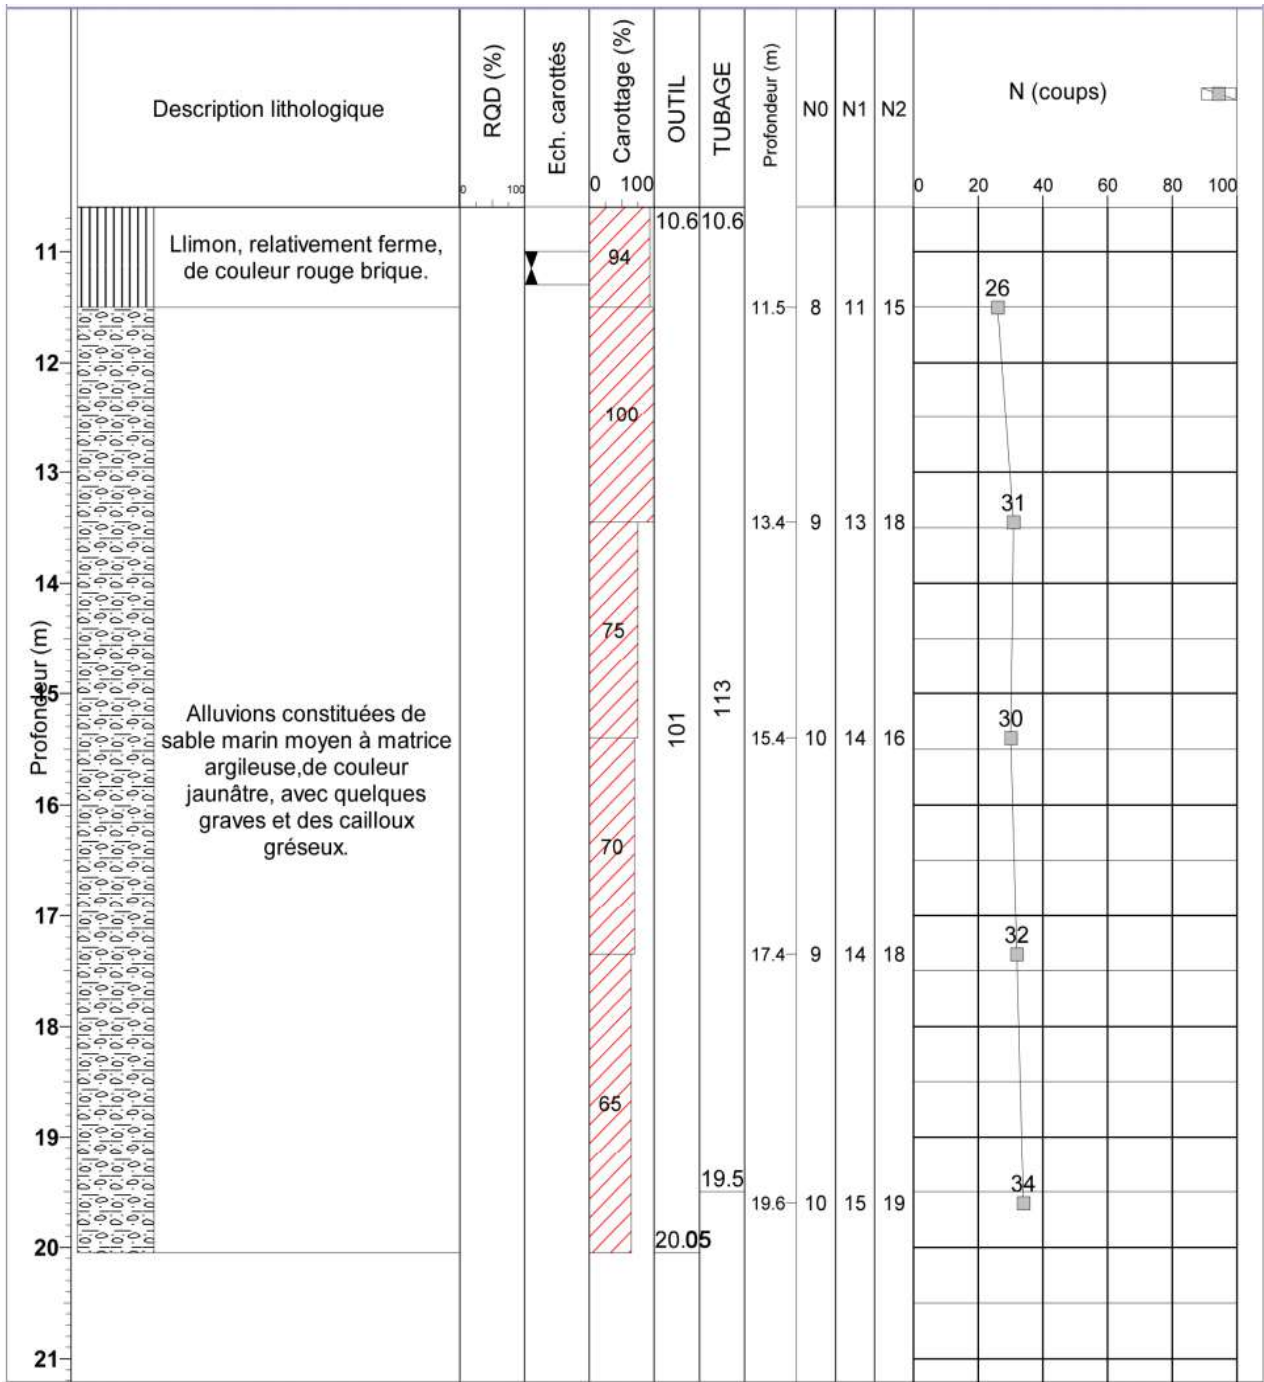 Description lithologique
RQD (%)
0 100
Ech. carottés
Carottage (%)
0 100
OUTIL
TUBAGE
Profondeur (m)
N0
N1
N2
N (coups)
0 20 40 60 80 100
Profondeur (m)
11
12
13
14
15
16
17
18
19
20
21
Llimon, relativement ferme,
de couleur rouge brique.
Alluvions constituées de
sable marin moyen à matrice
argileuse,de couleur
jaunâtre, avec quelques
graves et des cailloux
gréseux.
94
100
75
70
65
10.6
101
20.05
10.6
113
19.5
11.5 8 11 15
13.4 9 13 18
15.4 10 14 16
17.4 9 14 18
19.6 10 15 19
26
31
30
32
34